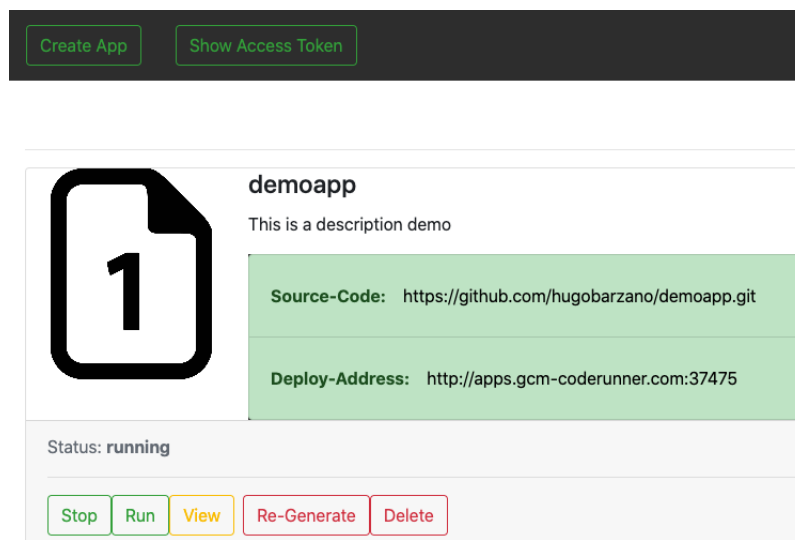 Create App Show Access Token
demoapp
This is a description demo
1
Source-Code: https://github.com/hugobarzano/demoapp.git
Deploy-Address: http://apps.gcm-coderunner.com:37475
Status: running
Stop Run View Re-Generate Delete